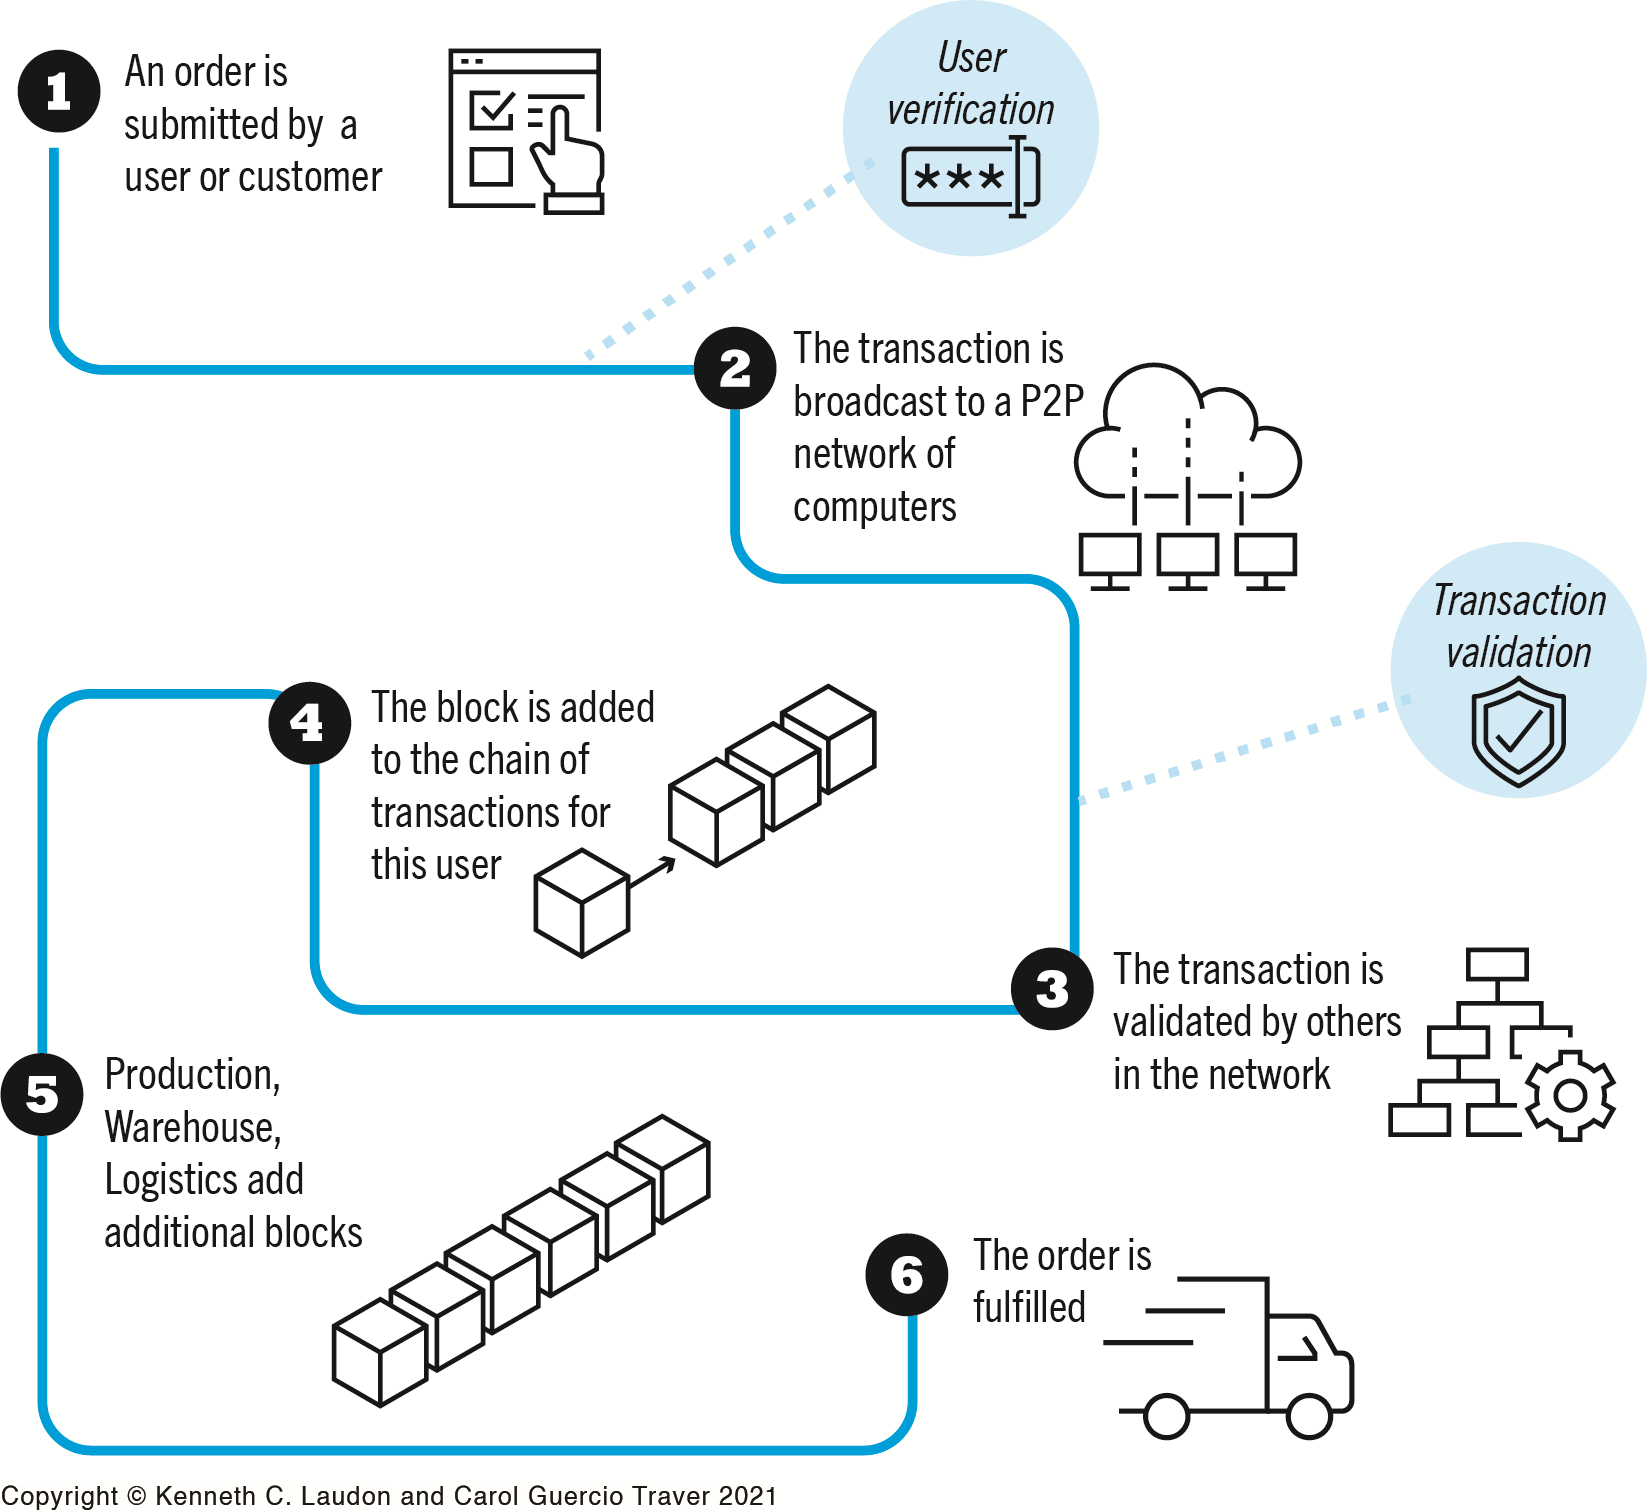 1
An order is
submitted by a
user or customer
User
verification
***
2
The transaction is
broadcast to a P2P
network of
computers
Transaction
validation
3
The transaction is
validated by others
in the network
4
The block is added
to the chain of
transactions for
this user
5
Production,
Warehouse,
Logistics add
additional blocks
6
The order is
fulfilled
Copyright © Kenneth C. Laudon and Carol Guercio Traver 2021